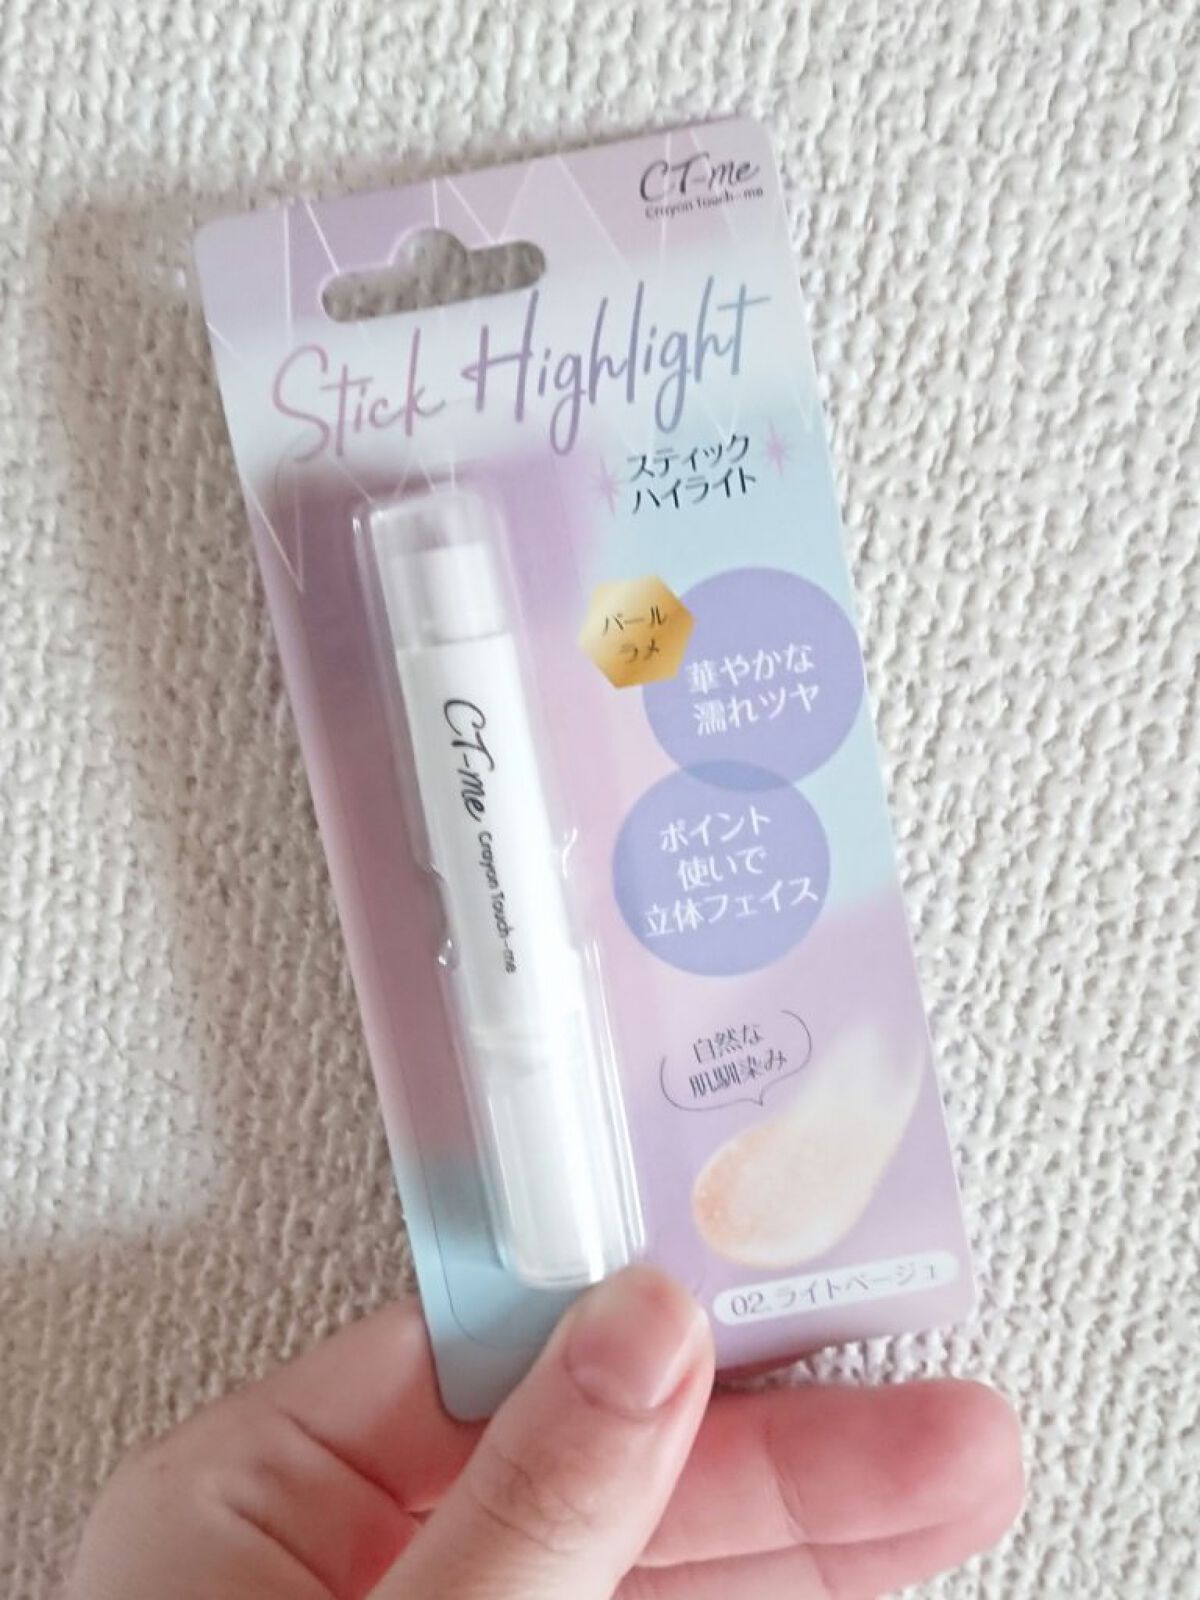 CT-me
Crayon Touch-me
Stick Highlight
スティック
ハイライト
パール
ラメ
華やかな
濡れツヤ
ポイント
使いで
立体フェイス
CT-me Crayon Touch-me
自然な
肌馴染み
02.ライトベージュ